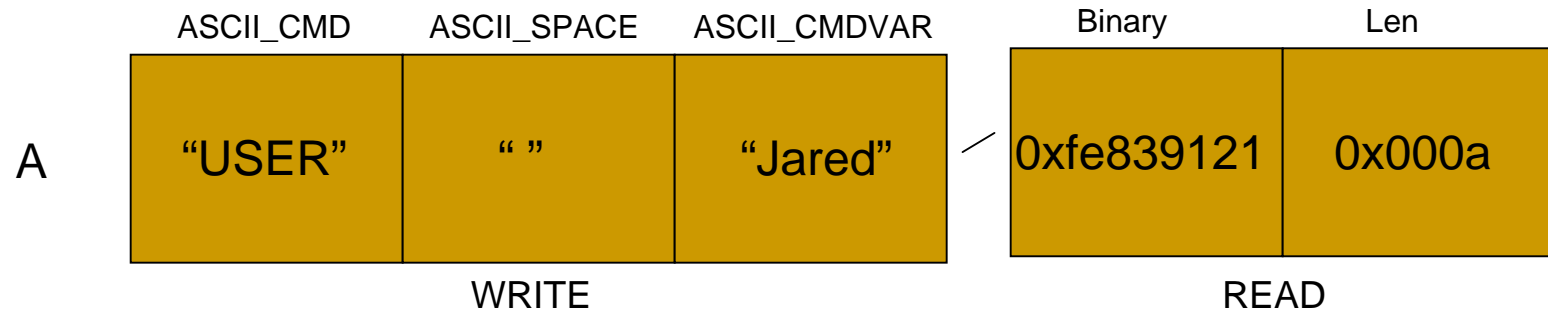 ASCII_CMD ASCII_SPACE ASCII_CMDVAR Binary Len
A “USER” “ ” “Jared” 0xfe839121 0x000a
WRITE READ